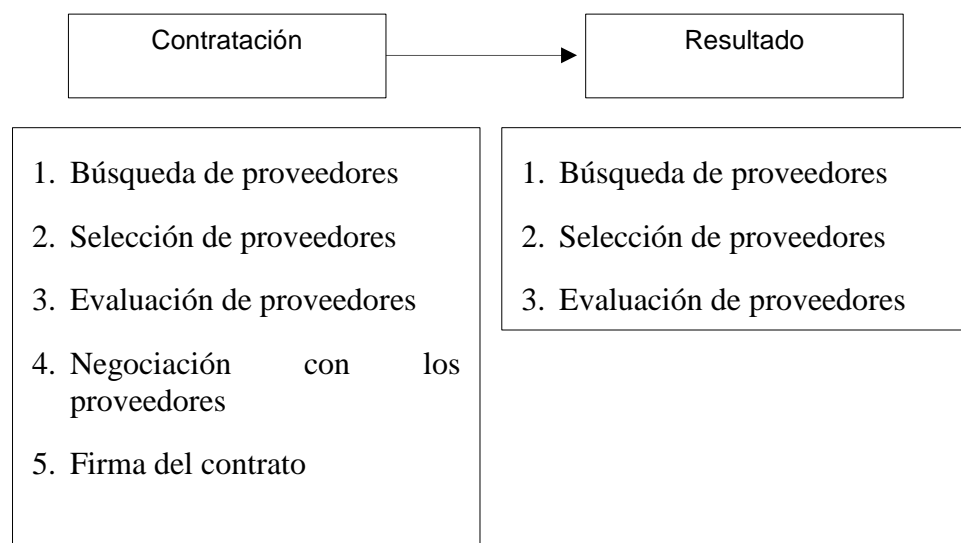 Contratación
Resultado
1. Búsqueda de proveedores
2. Selección de proveedores
3. Evaluación de proveedores
4. Negociación con los
proveedores
5. Firma del contrato
1. Búsqueda de proveedores
2. Selección de proveedores
3. Evaluación de proveedores